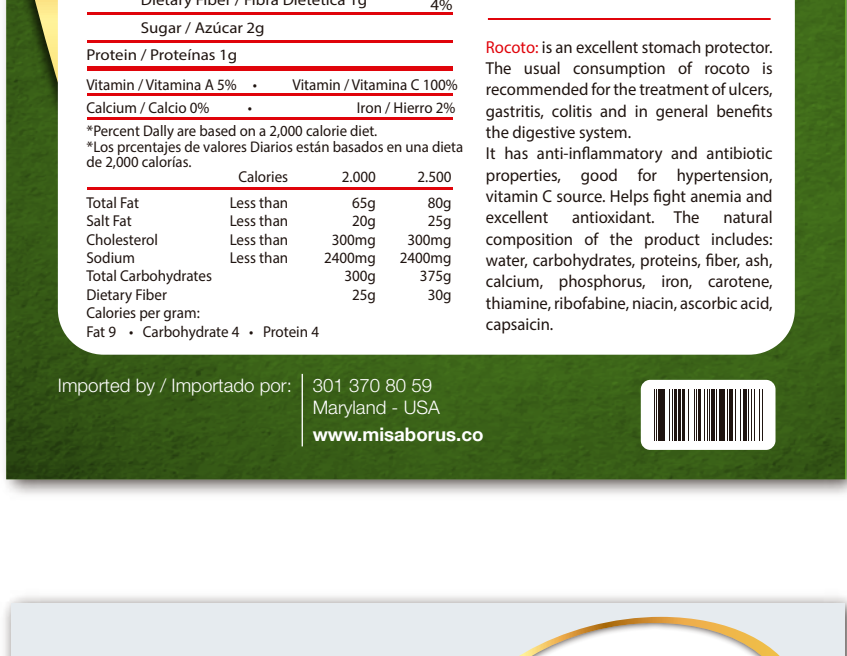 Dietary Fiber / Fibra Dietética 1g 4%
Sugar / Azúcar 2g
Protein / Proteínas 1g
Vitamin / Vitamina A 5% • Vitamin / Vitamina C 100%
Calcium / Calcio 0% • Iron / Hierro 2%
*Percent Dally are based on a 2,000 calorie diet.
*Los prcentajes de valores Diarios están basados en una dieta
de 2,000 calorías.
Calories 2.000 2.500
Total Fat Less than 65g 80g
Salt Fat Less than 20g 25g
Cholesterol Less than 300mg 300mg
Sodium Less than 2400mg 2400mg
Total Carbohydrates 300g 375g
Dietary Fiber 25g 30g
Calories per gram:
Fat 9 • Carbohydrate 4 • Protein 4
Rocoto: is an excellent stomach protector.
The usual consumption of rocoto is
recommended for the treatment of ulcers,
gastritis, colitis and in general benefits
the digestive system.
It has anti-inflammatory and antibiotic
properties, good for hypertension,
vitamin C source. Helps fight anemia and
excellent antioxidant. The natural
composition of the product includes:
water, carbohydrates, proteins, fiber, ash,
calcium, phosphorus, iron, carotene,
thiamine, ribofabine, niacin, ascorbic acid,
capsaicin.
Imported by / Importado por:
301 370 80 59
Maryland - USA
www.misaborus.co